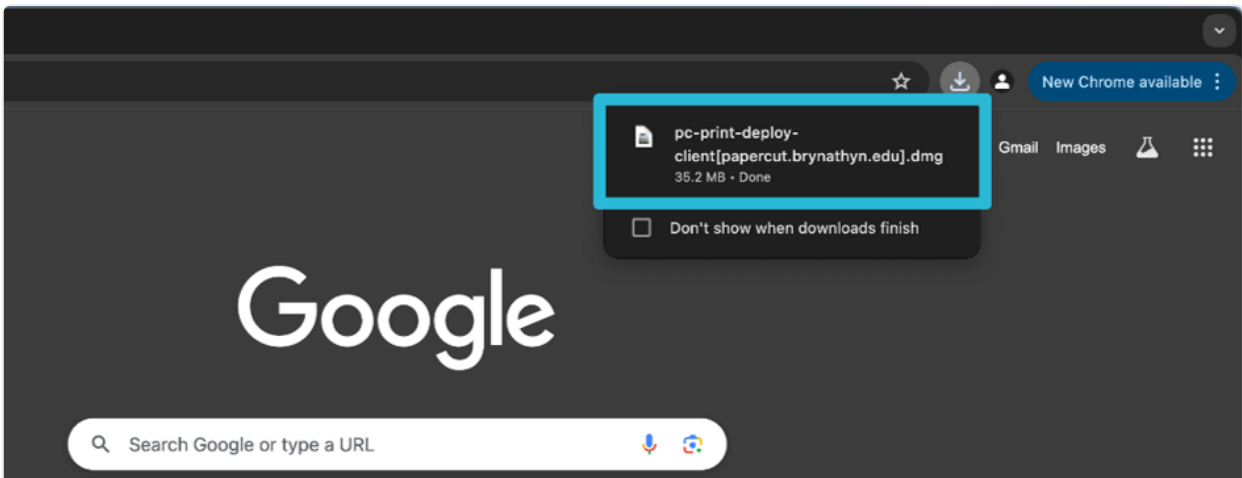 New Chrome available
pc-print-deploy-
client[papercut.brynathyn.edu].dmg
35.2 MB • Done
Gmail Images
Don't show when downloads finish
Google
Search Google or type a URL